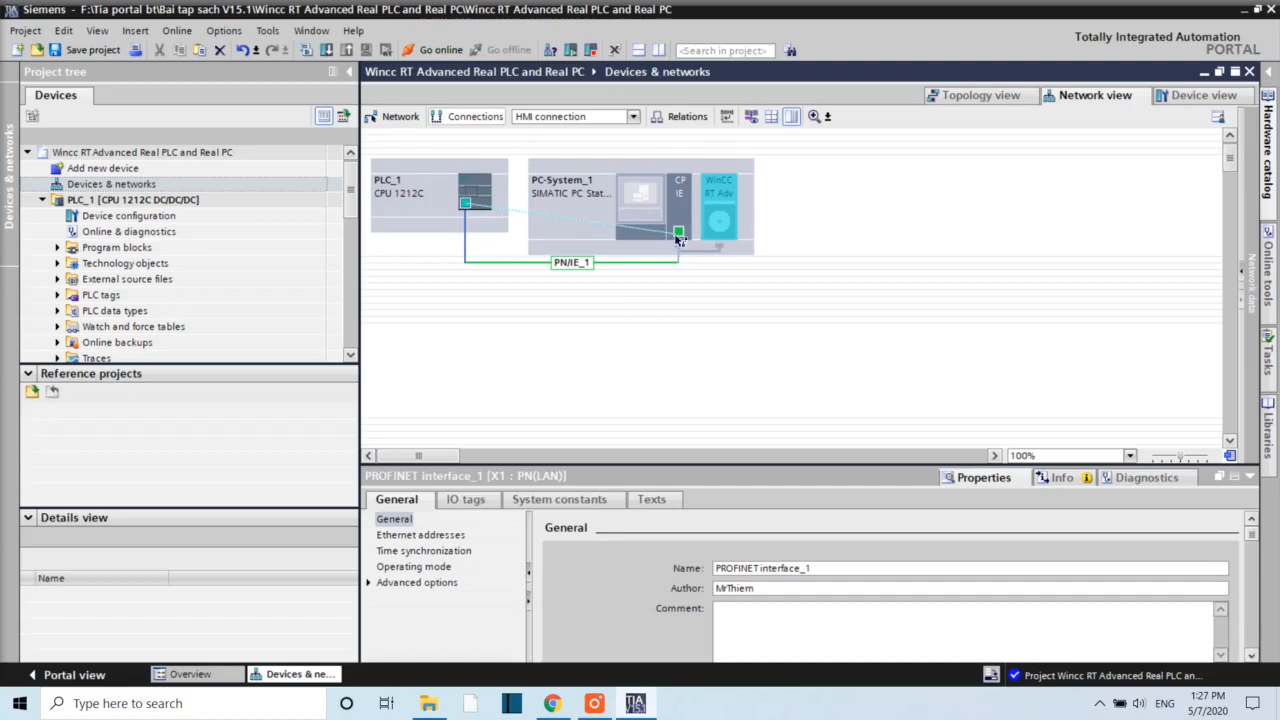 Siemens - F:\Tia portal bt\Bai tap sach V15.1\Wincc RT Advanced Real PLC and Real PC\Wincc RT Advanced Real PLC and Real PC
Project Edit View Insert Online Options Tools Window Help
Totally Integrated Automation
PORTAL
Save project
Go online
Go offline
<Search in project>
Project tree
Wincc RT Advanced Real PLC and Real PC ▸ Devices & networks
Devices
Topology view
Network view
Device view
Network
Connections
HMI connection
Relations
Wincc RT Advanced Real PLC and Real PC
Add new device
Devices & networks
PLC_1 [CPU 1212C DC/DC/DC]
Device configuration
Online & diagnostics
Program blocks
Technology objects
External source files
PLC tags
PLC data types
Watch and force tables
Online backups
Traces
PLC_1
CPU 1212C
PC-System_1
SIMATIC PC Stat...
CP
IE
WinCC
RT Adv
PN/IE_1
Devices & networks
Network data
Hardware catalog
Online tools
Tasks
Libraries
Reference projects
100%
PROFINET interface_1 [X1 : PN(LAN)]
Properties
Info
Diagnostics
General
IO tags
System constants
Texts
General
Ethernet addresses
Time synchronization
Operating mode
Advanced options
General
Name: PROFINET interface_1
Author: MrThiem
Comment:
Details view
Name
Portal view
Overview
Devices & ne...
Project Wincc RT Advanced Real PLC an...
Type here to search
ENG
1:27 PM
5/7/2020